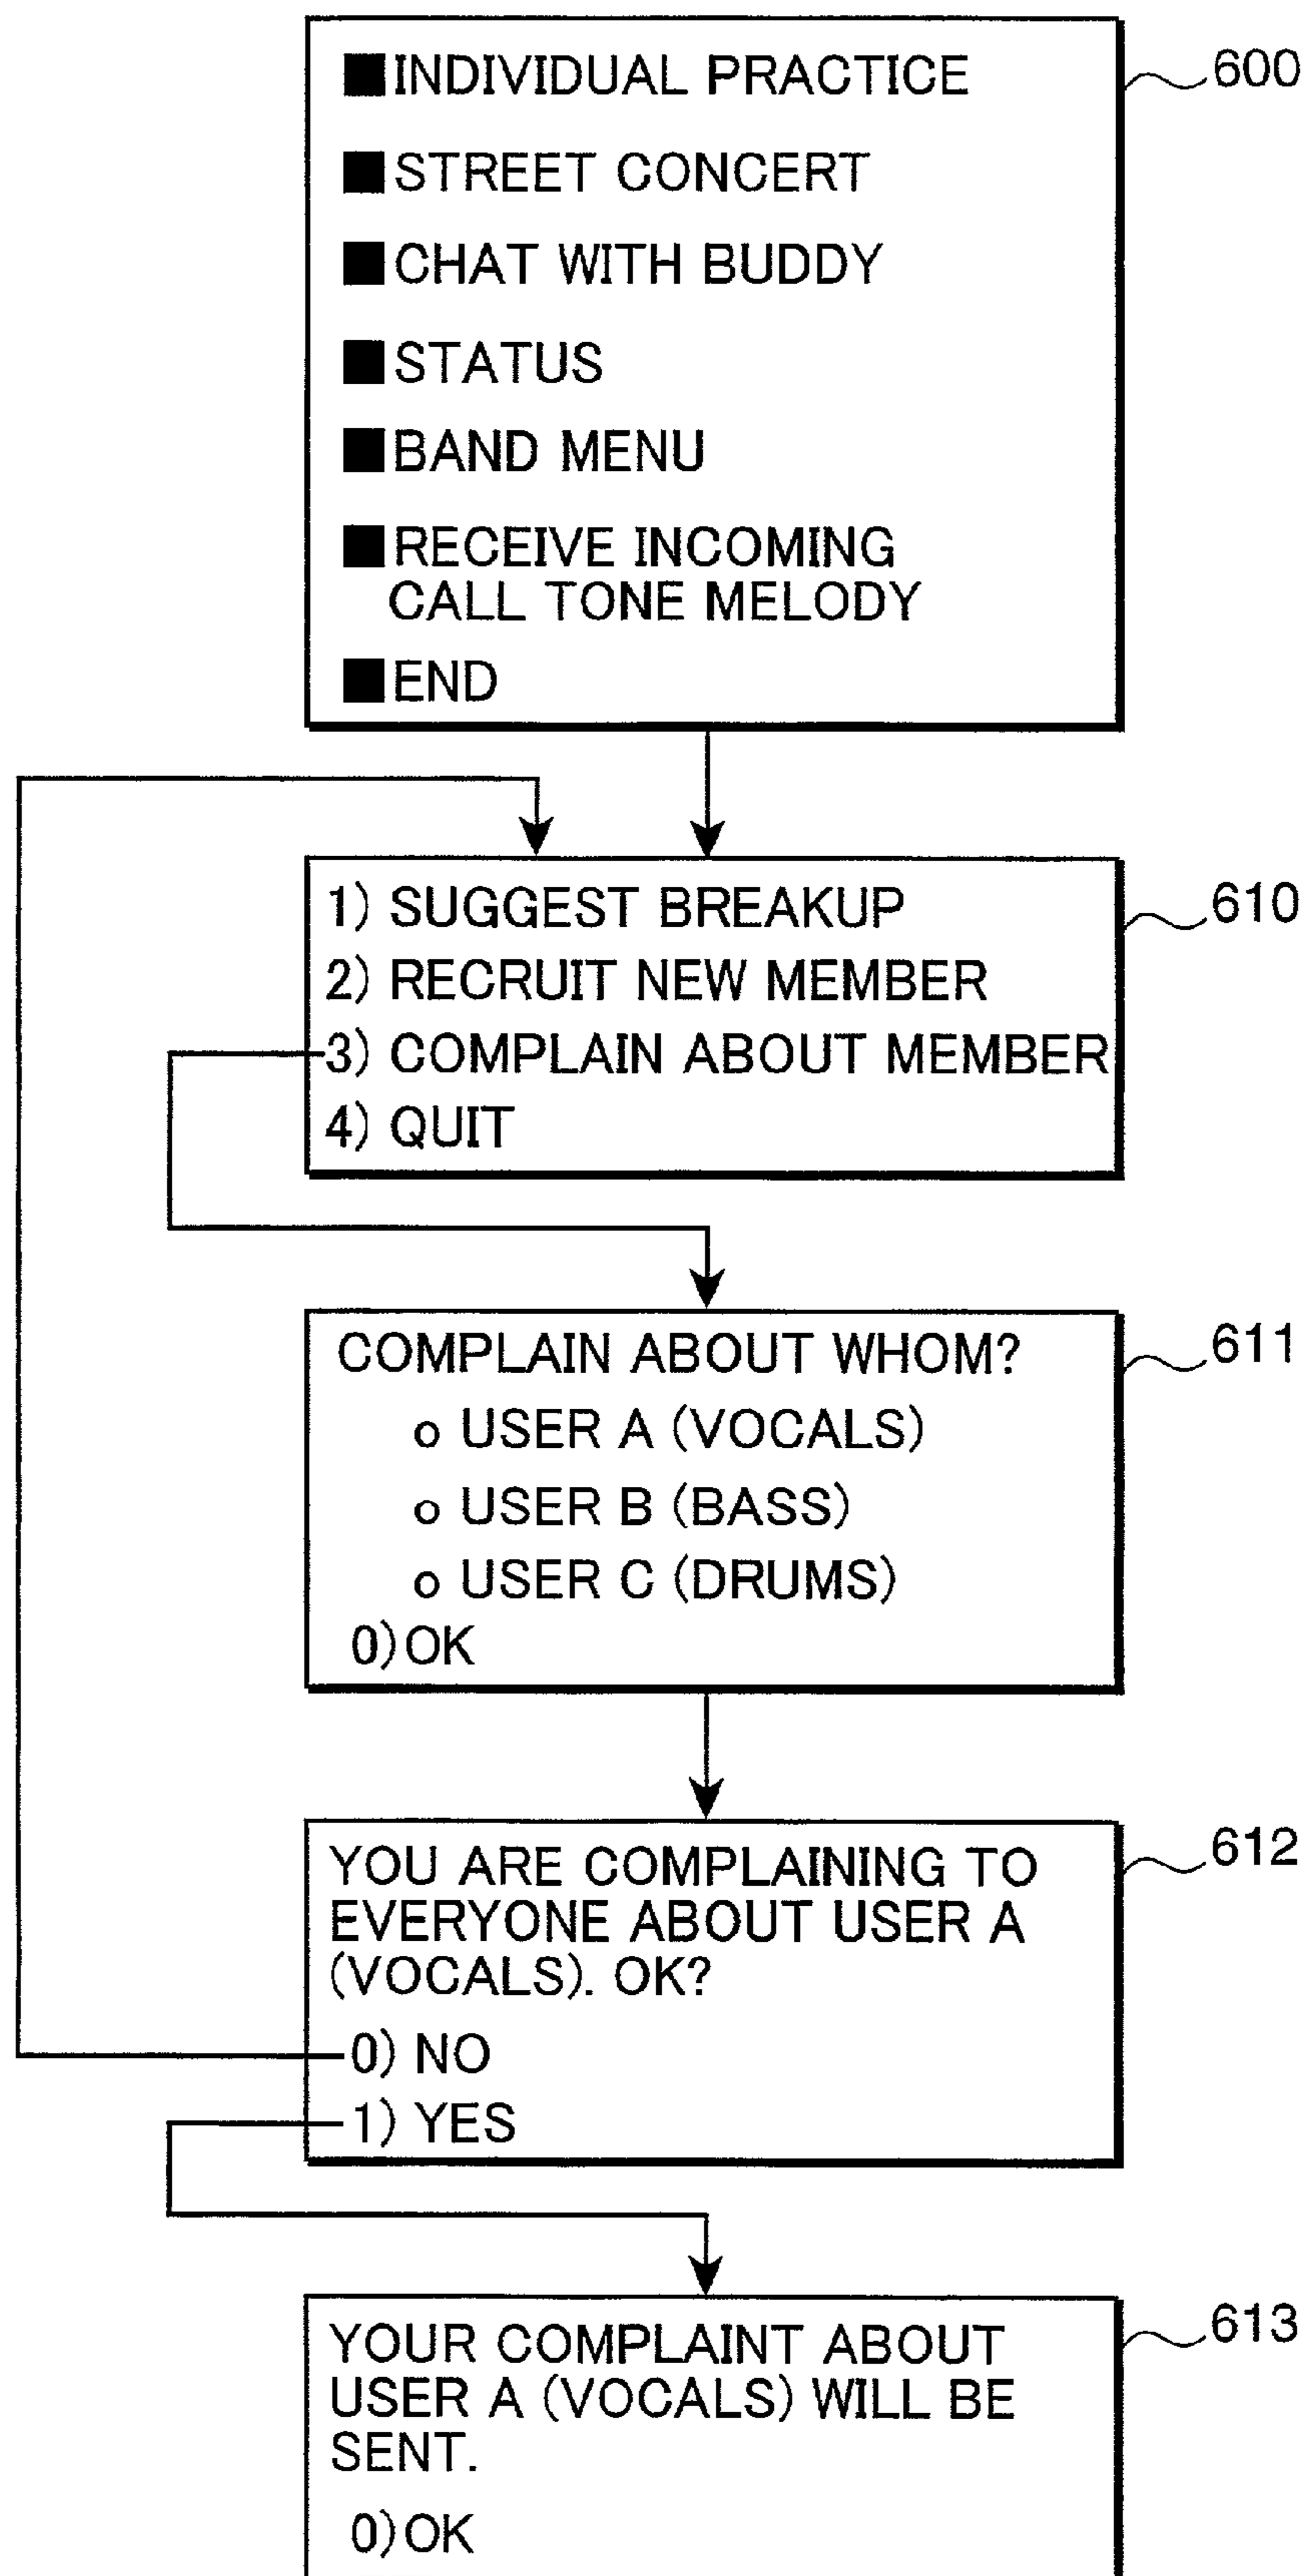 ■INDIVIDUAL PRACTICE
600
■STREET CONCERT
■CHAT WITH BUDDY
■STATUS
■BAND MENU
■RECEIVE INCOMING
CALL TONE MELODY
■END
1) SUGGEST BREAKUP
610
2) RECRUIT NEW MEMBER
3) COMPLAIN ABOUT MEMBER
4) QUIT
COMPLAIN ABOUT WHOM?
611
o USER A (VOCALS)
o USER B (BASS)
o USER C (DRUMS)
0)OK
YOU ARE COMPLAINING TO
612
EVERYONE ABOUT USER A
(VOCALS). OK?
0) NO
1) YES
YOUR COMPLAINT ABOUT
613
USER A (VOCALS) WILL BE
SENT.
0)OK